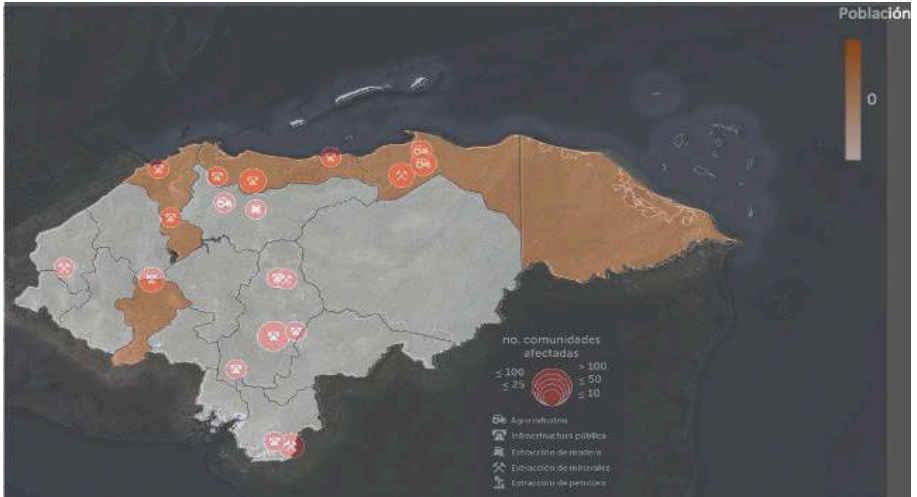 Población
0
no. comunidades
afectadas
≤ 100
≤ 25
> 100
≤ 50
≤ 10
Agroindustria
Infraestructura pública
Extracción de madera
Extracción de minerales
Extracción de petróleo